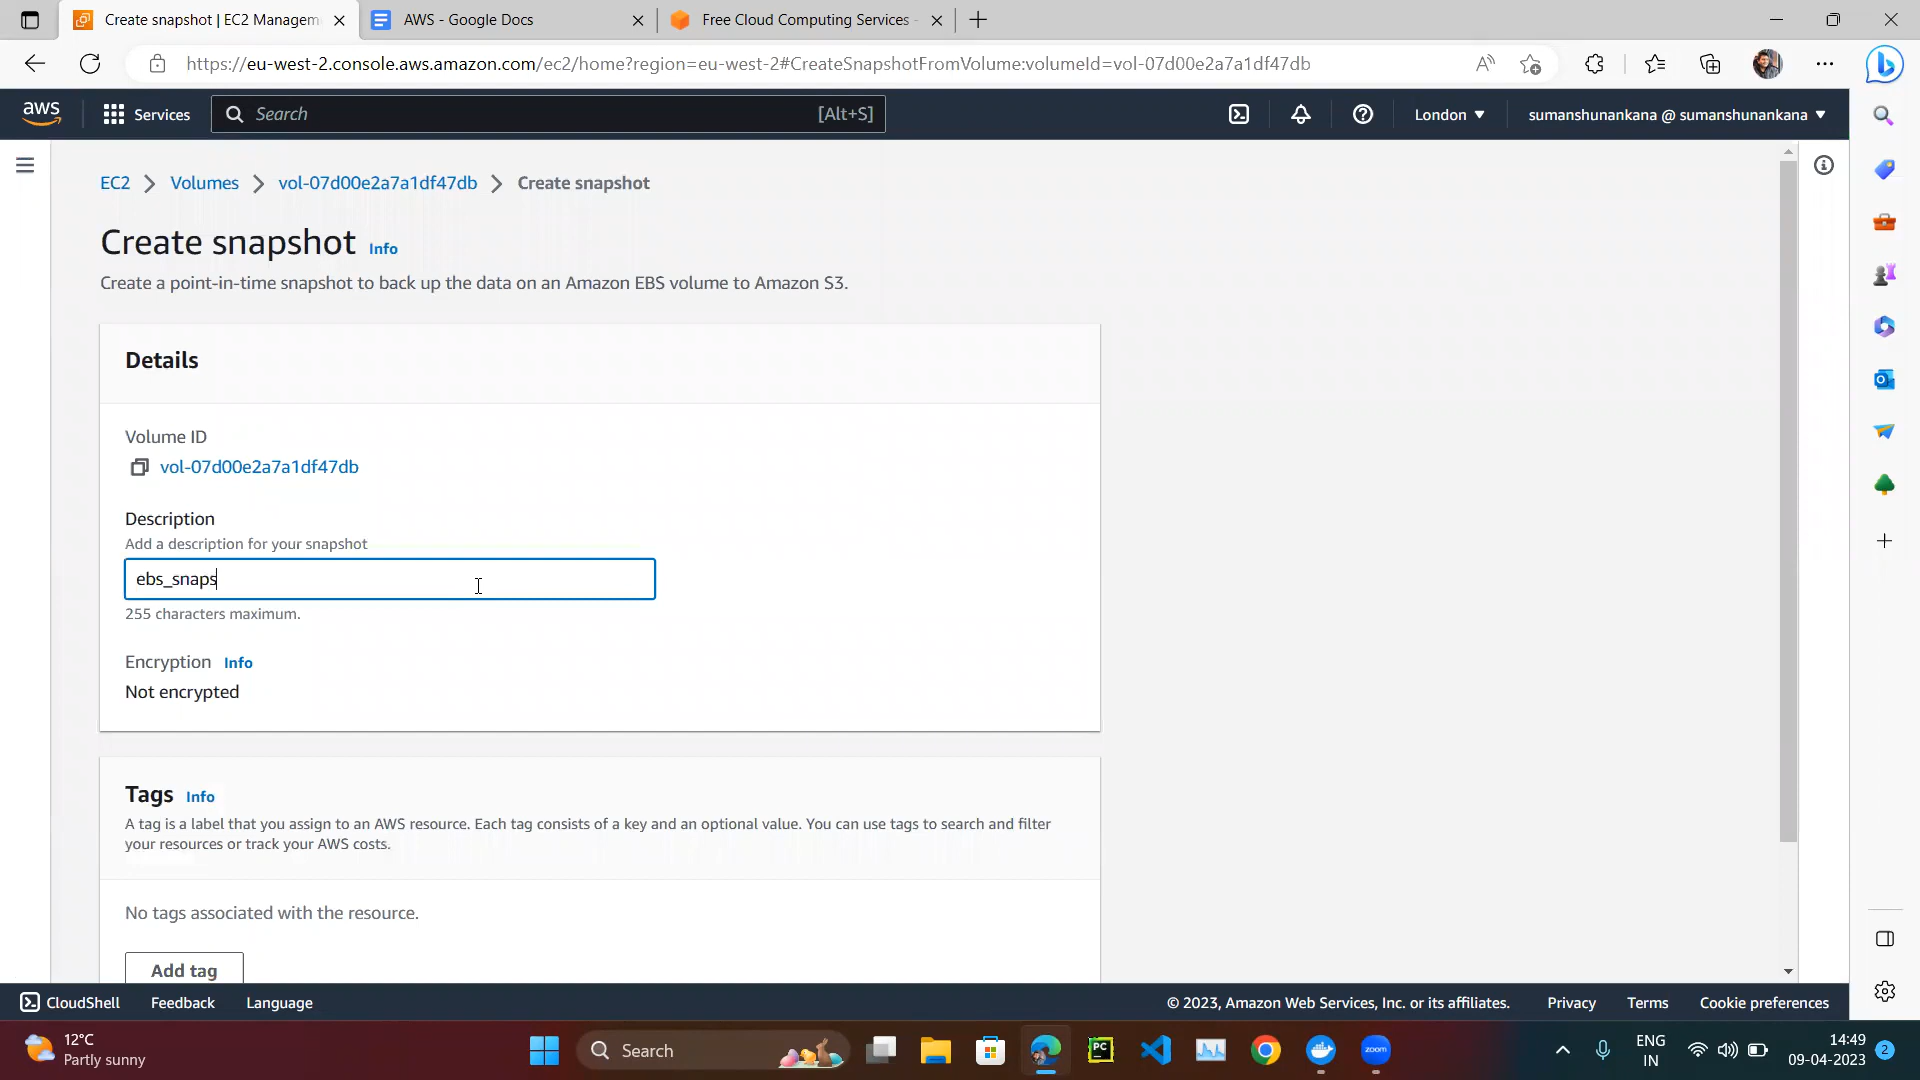 Create snapshot | EC2 Managem
AWS - Google Docs
Free Cloud Computing Services -
https://eu-west-2.console.aws.amazon.com/ec2/home?region=eu-west-2#CreateSnapshotFromVolume:volumeId=vol-07d00e2a7a1df47db
aws
Services
Search
[Alt+S]
London
sumanshunankana @ sumanshunankana
EC2
Volumes
vol-07d00e2a7a1df47db
Create snapshot
Create snapshot Info
Create a point-in-time snapshot to back up the data on an Amazon EBS volume to Amazon S3.
Details
Volume ID
vol-07d00e2a7a1df47db
Description
Add a description for your snapshot
ebs_snaps
255 characters maximum.
Encryption Info
Not encrypted
Tags Info
A tag is a label that you assign to an AWS resource. Each tag consists of a key and an optional value. You can use tags to search and filter
your resources or track your AWS costs.
No tags associated with the resource.
Add tag
CloudShell
Feedback
Language
© 2023, Amazon Web Services, Inc. or its affiliates.
Privacy
Terms
Cookie preferences
12°C
Partly sunny
Search
PC
zoom
ENG
IN
14:49
09-04-2023
2